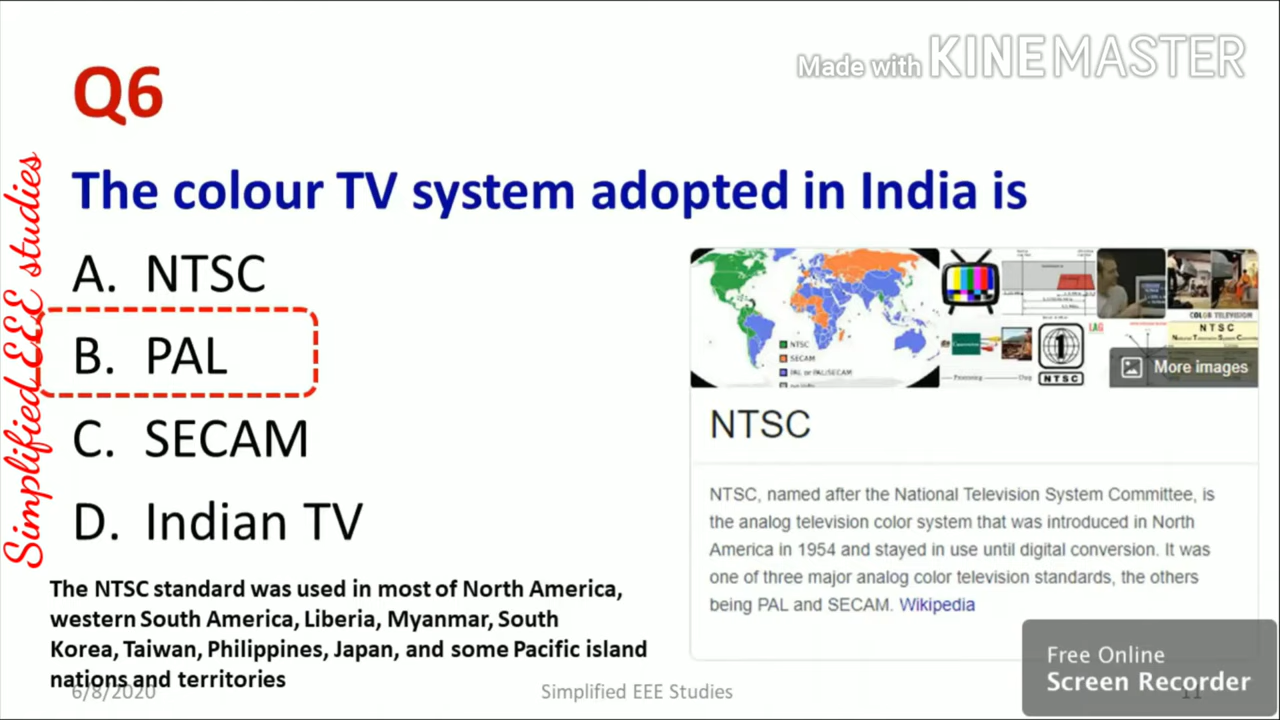 Made with KINEMASTER
Q6
Simplified EEE studies
The colour TV system adopted in India is
A. NTSC
B. PAL
C. SECAM
D. Indian TV
The NTSC standard was used in most of North America,
western South America, Liberia, Myanmar, South
Korea, Taiwan, Philippines, Japan, and some Pacific island
nations and territories
NTSC
SECAM
PAL or PAL/SECAM
COLOR TELEVISION
NTSC
NTSC
More images
NTSC
NTSC, named after the National Television System Committee, is
the analog television color system that was introduced in North
America in 1954 and stayed in use until digital conversion. It was
one of three major analog color television standards, the others
being PAL and SECAM. Wikipedia
Free Online
Screen Recorder
6/8/2020
Simplified EEE Studies
11